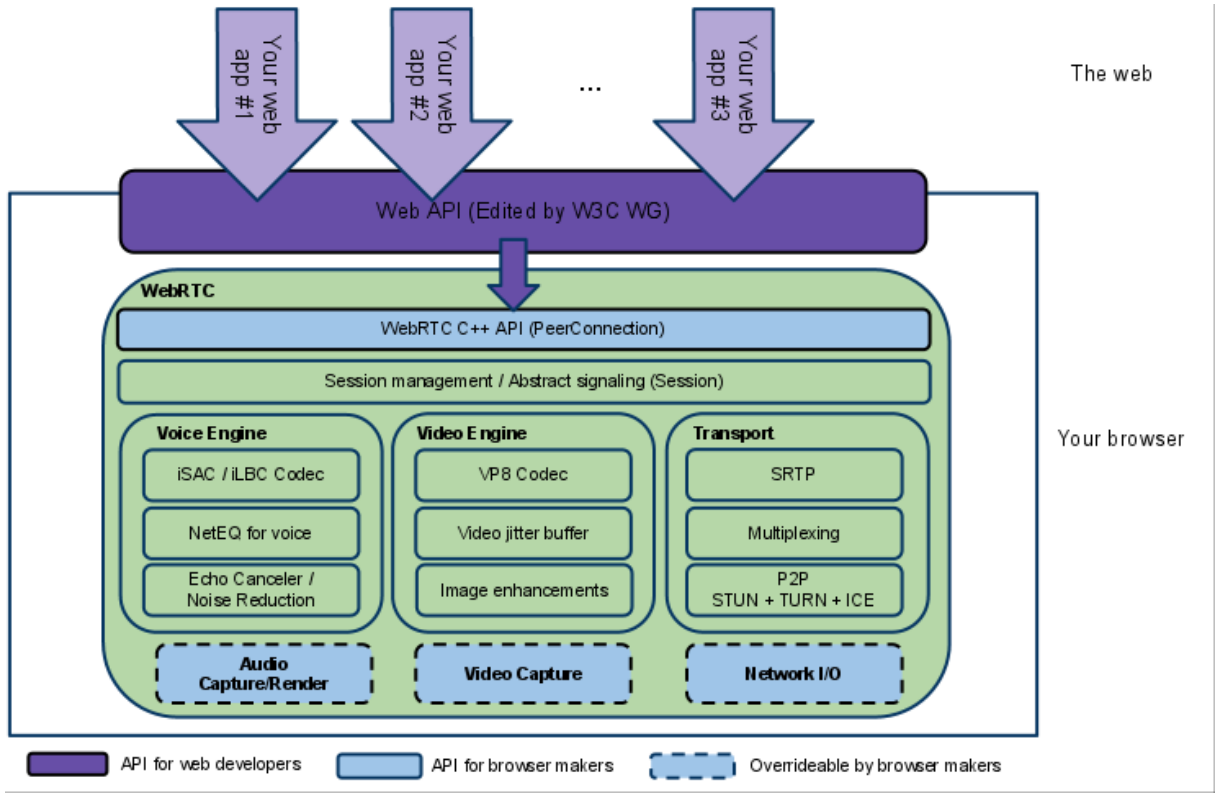 Your web
app #1
Your web
app #2
...
Your web
app #3
The web
Web API (Edited by W3C WG)
WebRTC
WebRTC C++ API (PeerConnection)
Session management / Abstract signaling (Session)
Your browser
Voice Engine
iSAC / iLBC Codec
NetEQ for voice
Echo Canceler /
Noise Reduction
Video Engine
VP8 Codec
Video jitter buffer
Image enhancements
Transport
SRTP
Multiplexing
P2P
STUN + TURN + ICE
Audio
Capture/Render
Video Capture
Network I/O
API for web developers
API for browser makers
Overrideable by browser makers